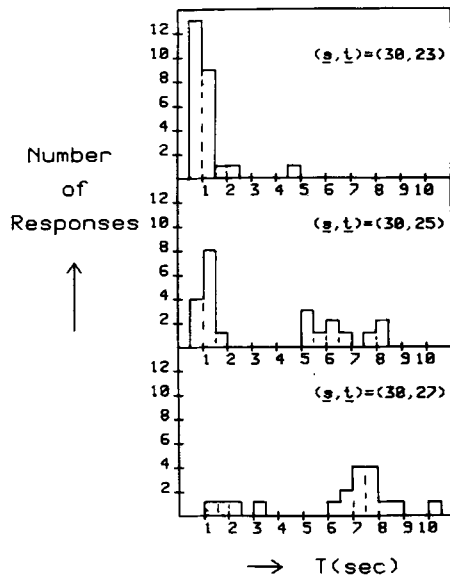 12
10
8
6
4
2
(s,t)=(30,23)
1 2 3 4 5 6 7 8 9 10
Number
of
Responses
12
10
8
6
4
2
(s,t)=(30,25)
1 2 3 4 5 6 7 8 9 10
12
10
8
6
4
2
(s,t)=(30,27)
1 2 3 4 5 6 7 8 9 10
T(sec)